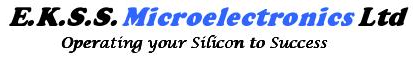 E.K.S.S. Microelectronics Ltd
Operating your Silicon to Success